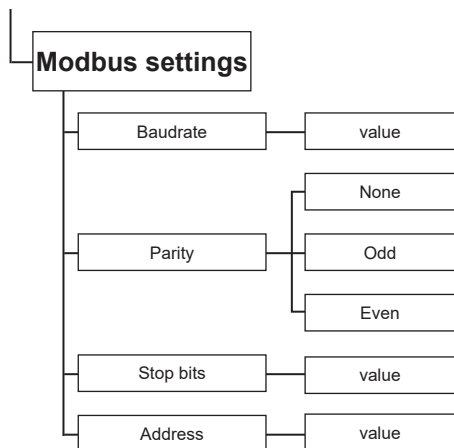 Modbus settings
Baudrate
value
None
Parity
Odd
Even
Stop bits
value
Address
value